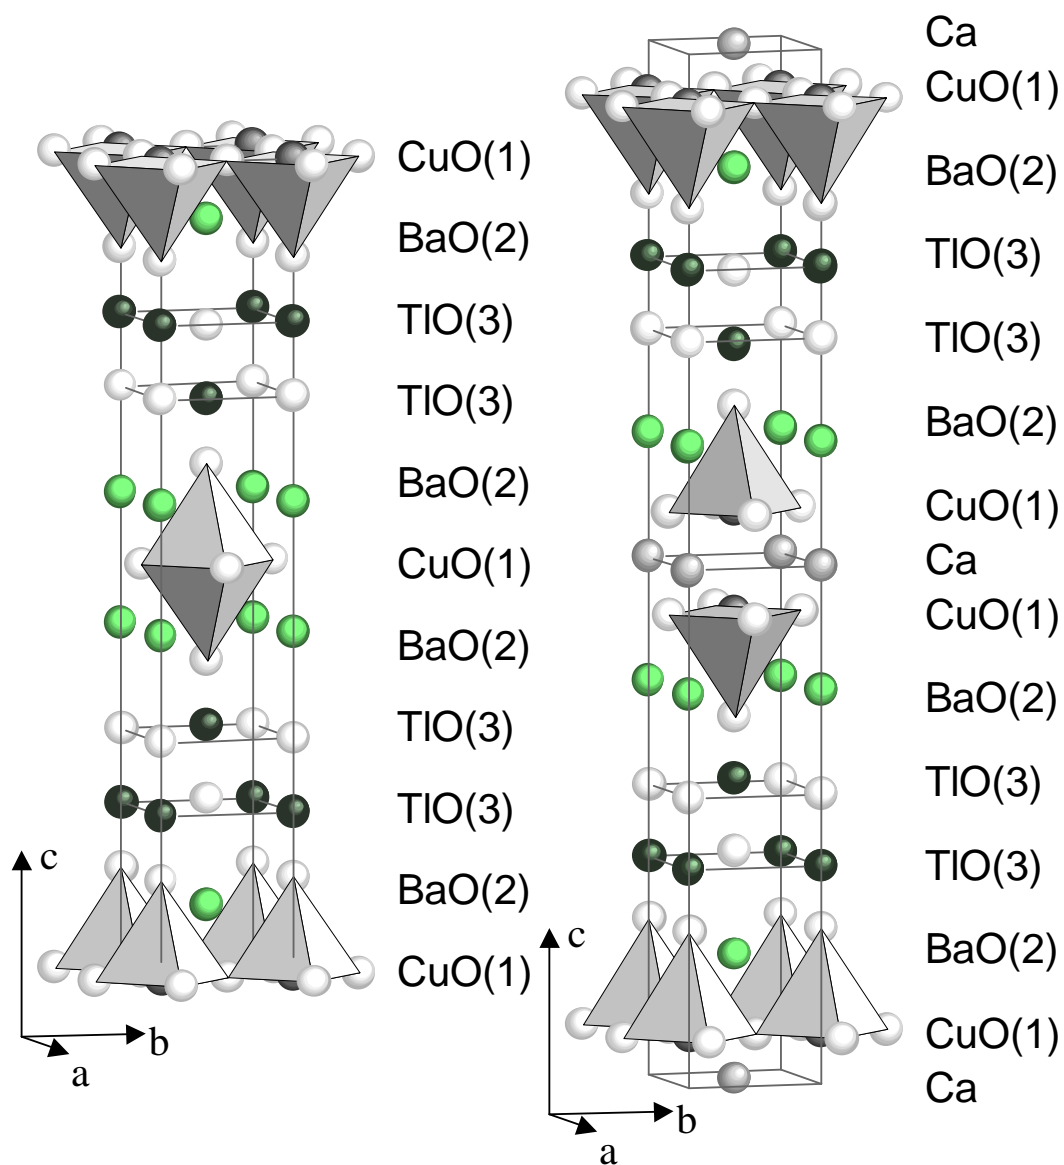 CuO(1)
BaO(2)
TlO(3)
TlO(3)
BaO(2)
CuO(1)
BaO(2)
TlO(3)
TlO(3)
BaO(2)
CuO(1)
c
b
a
Ca
CuO(1)
BaO(2)
TlO(3)
TlO(3)
BaO(2)
CuO(1)
Ca
CuO(1)
BaO(2)
TlO(3)
TlO(3)
BaO(2)
CuO(1)
Ca
c
b
a